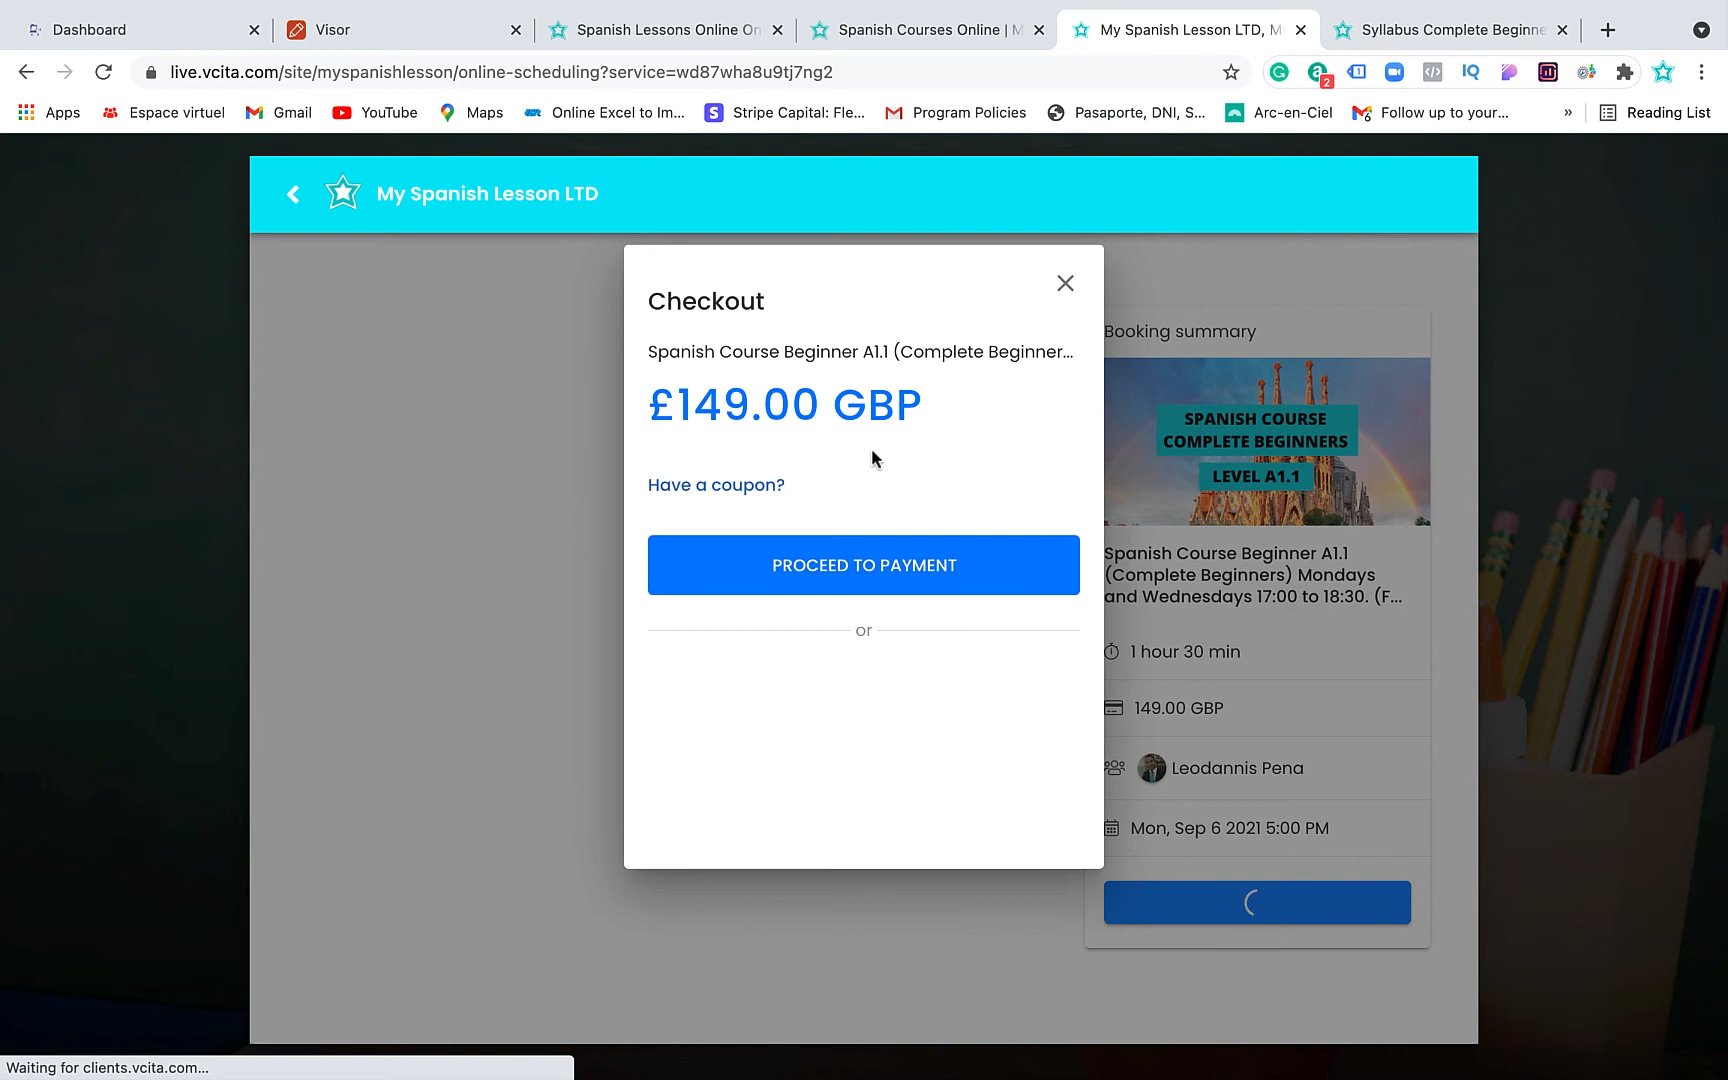 Dashboard
Visor
Spanish Lessons Online On
Spanish Courses Online | M
My Spanish Lesson LTD, M
Syllabus Complete Beginne
live.vcita.com/site/myspanishlesson/online-scheduling?service=wd87wha8u9tj7ng2
2
IQ
Apps
Espace virtuel
Gmail
YouTube
Maps
Online Excel to Im...
Stripe Capital: Fle...
Program Policies
Pasaporte, DNI, S...
Arc-en-Ciel
Follow up to your...
»
Reading List
My Spanish Lesson LTD
Checkout
Spanish Course Beginner A1.1 (Complete Beginner...
£149.00 GBP
Have a coupon?
PROCEED TO PAYMENT
or
Booking summary
SPANISH COURSE
COMPLETE BEGINNERS
LEVEL A1.1
Spanish Course Beginner A1.1
(Complete Beginners) Mondays
and Wednesdays 17:00 to 18:30. (F...
1 hour 30 min
149.00 GBP
Leodannis Pena
Mon, Sep 6 2021 5:00 PM
Waiting for clients.vcita.com...